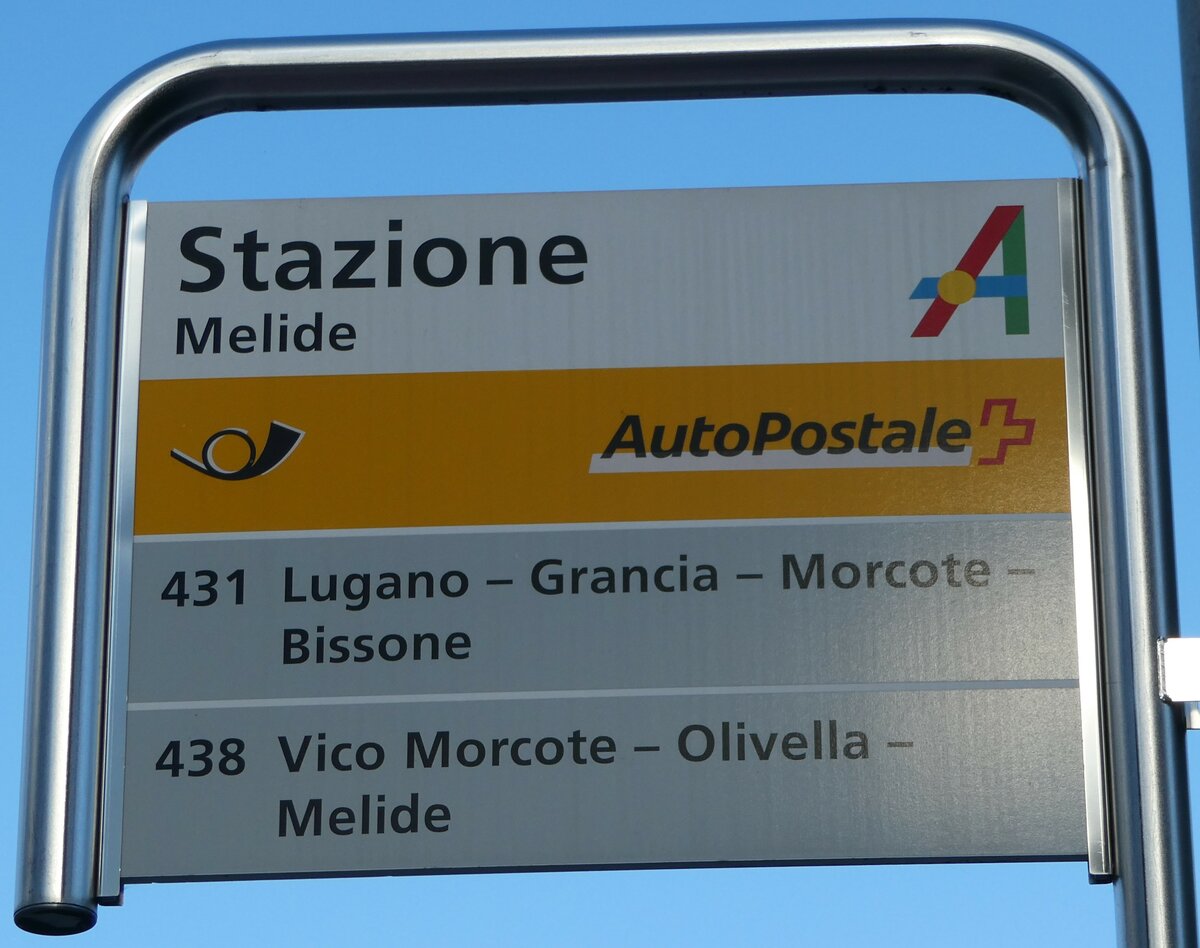 Stazione
Melide
AutoPostale
431 Lugano – Grancia – Morcote –
Bissone
438 Vico Morcote – Olivella –
Melide